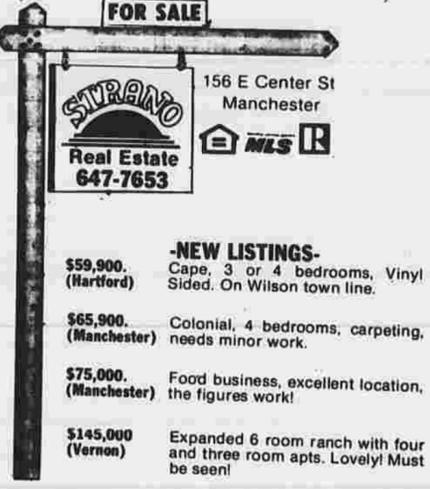 FOR SALE
STRANO
Real Estate
647-7653
156 E Center St
Manchester
MLS R
-NEW LISTINGS-
$59,900.
(Hartford)
Cape, 3 or 4 bedrooms, Vinyl
Sided. On Wilson town line.
$65,900.
(Manchester)
Colonial, 4 bedrooms, carpeting,
needs minor work.
$75,000.
(Manchester)
Food business, excellent location,
the figures work!
$145,000
(Vernon)
Expanded 6 room ranch with four
and three room apts. Lovely! Must
be seen!